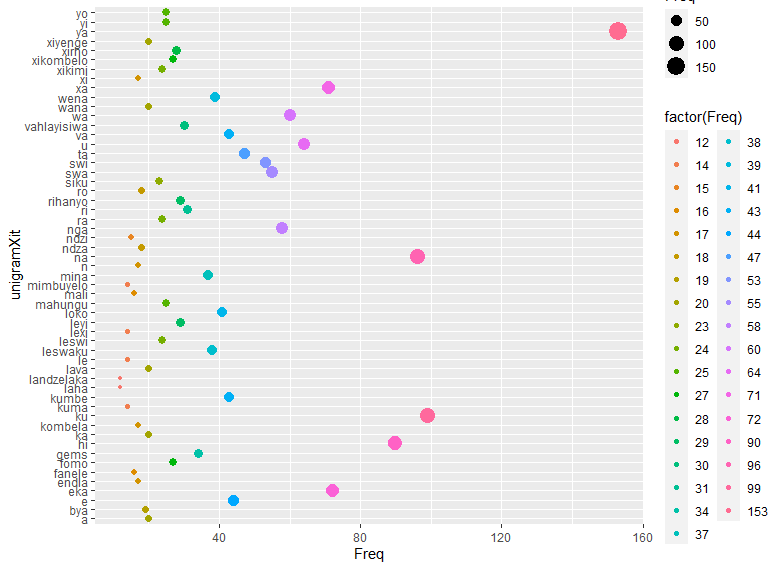 Freq
50
100
150
factor(Freq)
12 38
14 39
15 41
16 43
17 44
18 47
19 53
20 55
23 58
24 60
25 64
27 71
28 72
29 90
30 96
31 99
34 153
37
unigramXit
yo
yi
ya
xiyenge
xirho
xikombelo
xikimi
xi
xa
wena
wana
wa
vahlayisiwa
va
u
ta
swi
swa
siku
ro
rihanyo
ri
ra
nga
ndzi
ndza
na
n
mina
mimbuyelo
mali
mahungu
loko
leyi
lexi
leswi
leswaku
le
lava
landzelaka
laha
kumbe
kuma
ku
kombela
ka
hi
gems
fomo
fanele
endla
eka
e
bya
a
40 80 120 160
Freq